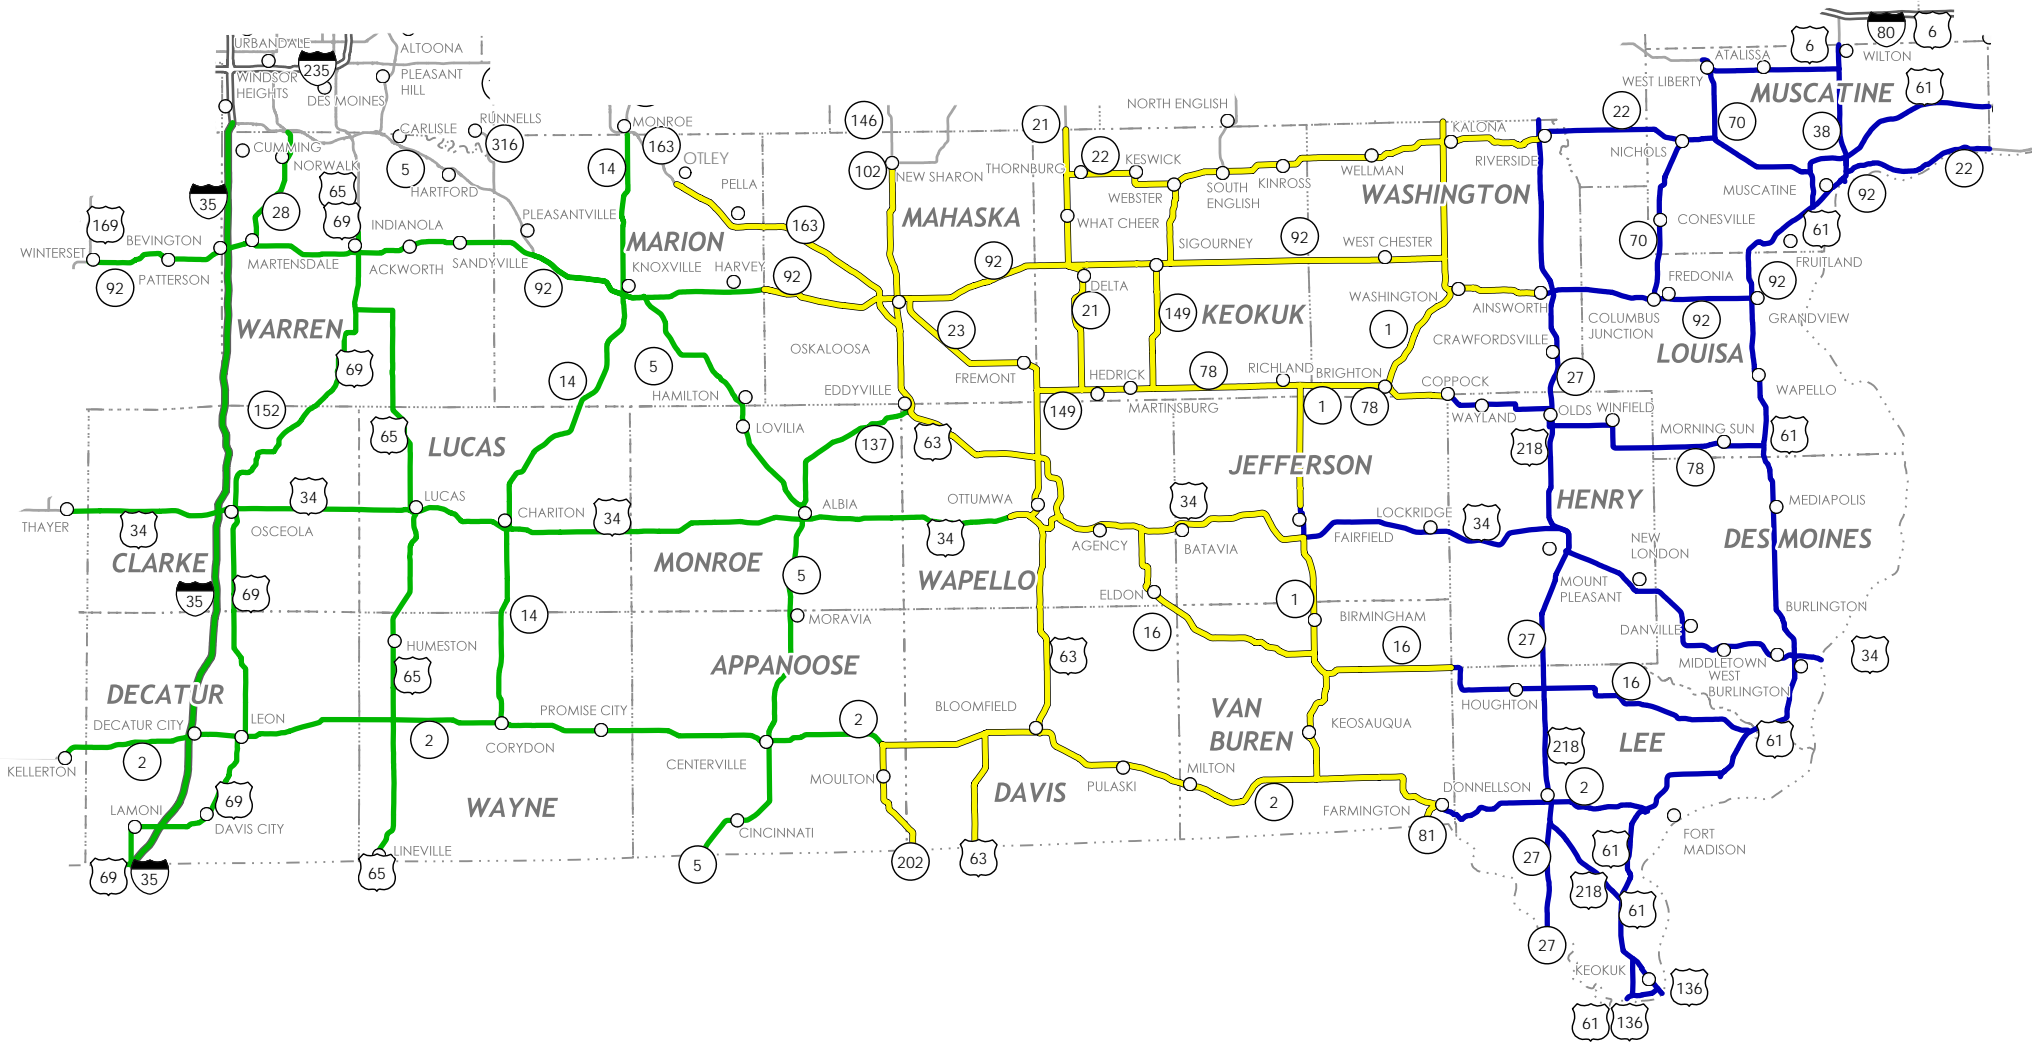 URBANDALE
ALTOONA
235
WINDSOR
HEIGHTS
PLEASANT
HILL
DES MOINES
CARLISLE
RUNNELLS
316
CUMMING
NORWALK
5
HARTFORD
35
28
65
69
169
WINTERSET
BEVINGTON
PATTERSON
92
MARTENSDALE
INDIANOLA
ACKWORTH
SANDYVILLE
PLEASANTVILLE
92
WARREN
69
152
65
MONROE
14
163
OTLEY
PELLA
163
MARION
KNOXVILLE
HARVEY
92
14
5
HAMILTON
LOVILIA
LUCAS
137
146
102
NEW SHARON
MAHASKA
92
23
OSKALOOSA
EDDYVILLE
FREMONT
63
21
22
THORNBURG
KESWICK
WEBSTER
NORTH ENGLISH
SOUTH
ENGLISH
KINROSS
WELLMAN
KALONA
RIVERSIDE
WHAT CHEER
SIGOURNEY
92
WEST CHESTER
WASHINGTON
DELTA
21
149
KEOKUK
WASHINGTON
AINSWORTH
1
CRAWFORDSVILLE
HEDRICK
149
MARTINSBURG
78
RICHLAND
BRIGHTON
1
78
COPPOCK
WAYLAND
OLDS
WINFIELD
27
218
6
80
6
ATALISSA
WILTON
WEST LIBERTY
MUSCATINE
61
22
70
38
NICHOLS
MUSCATINE
92
22
CONESVILLE
61
70
FREDONIA
FRUITLAND
92
COLUMBUS
JUNCTION
92
GRANDVIEW
LOUISA
WAPELLO
MORNING SUN
78
61
MEDIAPOLIS
THAYER
34
OSCEOLA
34
LUCAS
CHARITON
34
ALBIA
34
CLARKE
35
69
MONROE
5
WAPELLO
OTTUMWA
AGENCY
34
BATAVIA
JEFFERSON
FAIRFIELD
LOCKRIDGE
34
HENRY
NEW
LONDON
DES MOINES
MOUNT
PLEASANT
DANVILLE
BURLINGTON
MIDDLETOWN
WEST
BURLINGTON
34
ELDON
16
1
BIRMINGHAM
16
27
HUMESTON
65
14
MORAVIA
APPANOOSE
63
DECATUR
DECATUR CITY
LEON
2
KELLERTON
LAMONI
69
DAVIS CITY
69
35
2
CORYDON
PROMISE CITY
WAYNE
LINEVILLE
65
CENTERVILLE
CINCINNATI
5
2
MOULTON
202
BLOOMFIELD
DAVIS
63
PULASKI
MILTON
VAN
BUREN
KEOSAUQUA
2
FARMINGTON
81
DONNELLSON
HOUGHTON
16
218
LEE
61
2
FORT
MADISON
27
61
218
61
27
KEOKUK
136
61
136